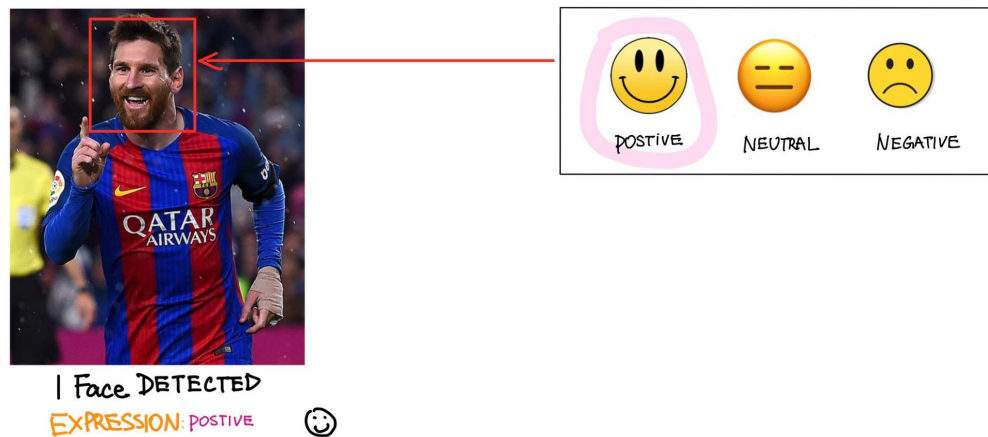 QATAR
AIRWAYS
1 Face DETECTED
EXPRESSION: POSTIVE
POSTIVE
NEUTRAL
NEGATIVE